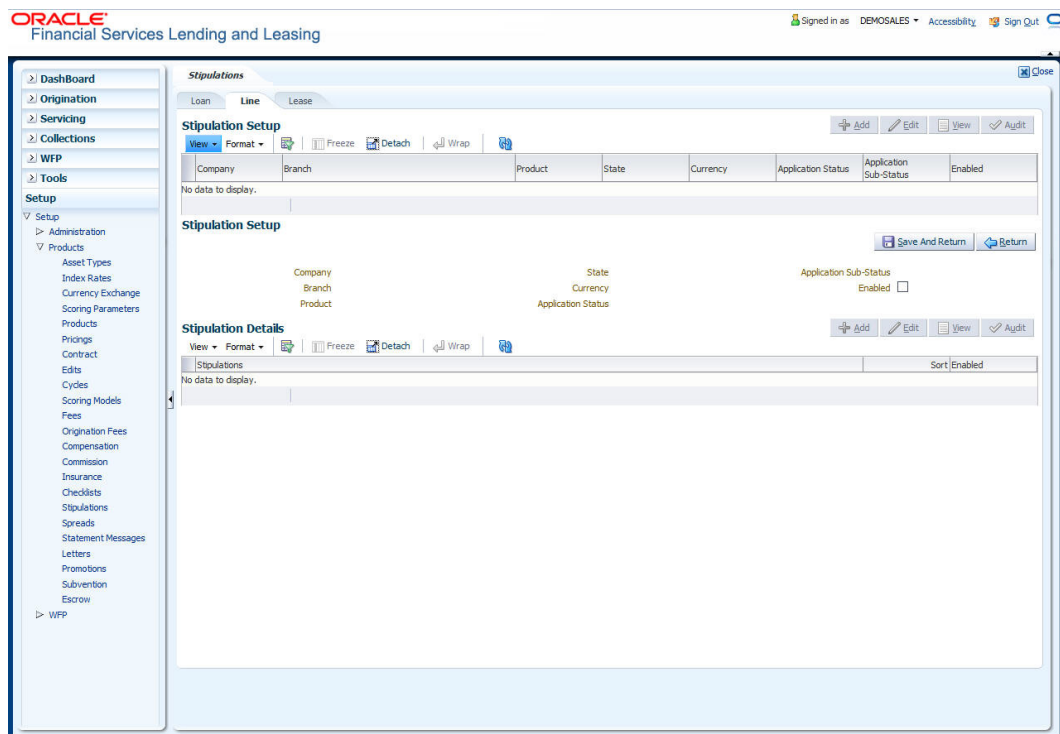 ORACLE
Signed in as DEMOSALES Accessibility Sign Out
Financial Services Lending and Leasing
Close
DashBoard
Origination
Servicing
Collections
WFP
Tools
Setup
Setup
Administration
Products
Asset Types
Index Rates
Currency Exchange
Scoring Parameters
Products
Pricings
Contract
Edits
Cycles
Scoring Models
Fees
Origination Fees
Compensation
Commission
Insurance
Checklists
Stipulations
Spreads
Statement Messages
Letters
Promotions
Subvention
Escrow
WFP
Stipulations
Loan Line Lease
Stipulation Setup
Add Edit View Audit
View Format Freeze Detach Wrap
Company Branch Product State Currency Application Status Application Sub-Status Enabled
No data to display.
Stipulation Setup
Save And Return Return
Company State Application Sub-Status
Branch Currency Enabled
Product Application Status
Stipulation Details
Add Edit View Audit
View Format Freeze Detach Wrap
Stipulations Sort Enabled
No data to display.